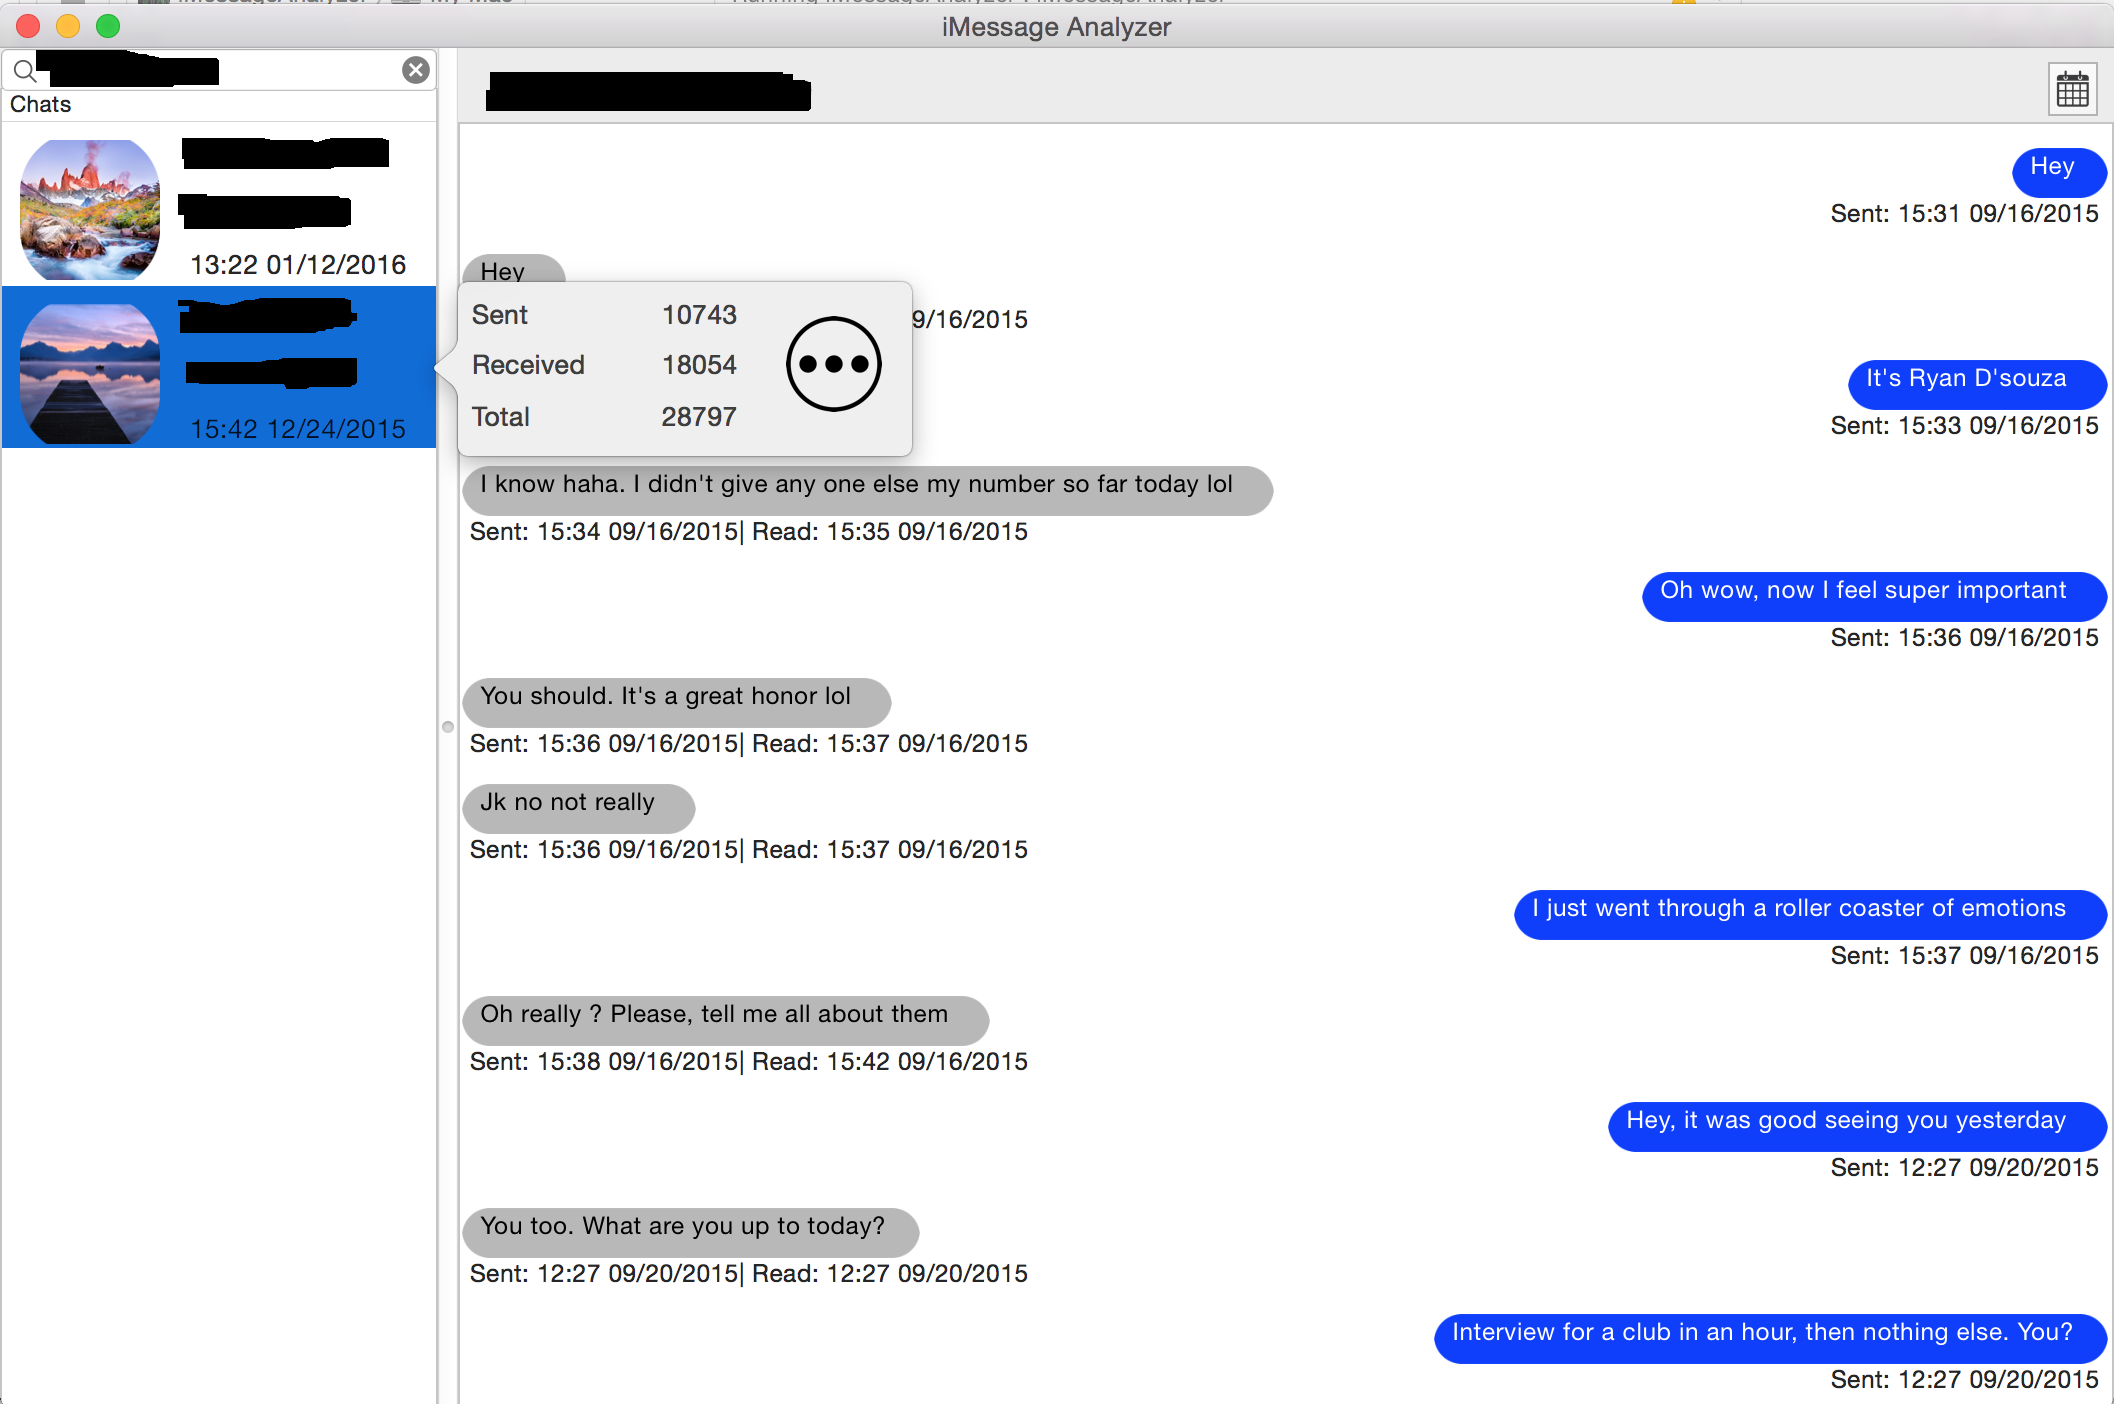 iMessage Analyzer
Chats
13:22 01/12/2016
15:42 12/24/2015
Sent 10743
Received 18054
Total 28797
Hey
Sent: 15:31 09/16/2015
Hey
9/16/2015
It's Ryan D'souza
Sent: 15:33 09/16/2015
I know haha. I didn't give any one else my number so far today lol
Sent: 15:34 09/16/2015| Read: 15:35 09/16/2015
Oh wow, now I feel super important
Sent: 15:36 09/16/2015
You should. It's a great honor lol
Sent: 15:36 09/16/2015| Read: 15:37 09/16/2015
Jk no not really
Sent: 15:36 09/16/2015| Read: 15:37 09/16/2015
I just went through a roller coaster of emotions
Sent: 15:37 09/16/2015
Oh really ? Please, tell me all about them
Sent: 15:38 09/16/2015| Read: 15:42 09/16/2015
Hey, it was good seeing you yesterday
Sent: 12:27 09/20/2015
You too. What are you up to today?
Sent: 12:27 09/20/2015| Read: 12:27 09/20/2015
Interview for a club in an hour, then nothing else. You?
Sent: 12:27 09/20/2015